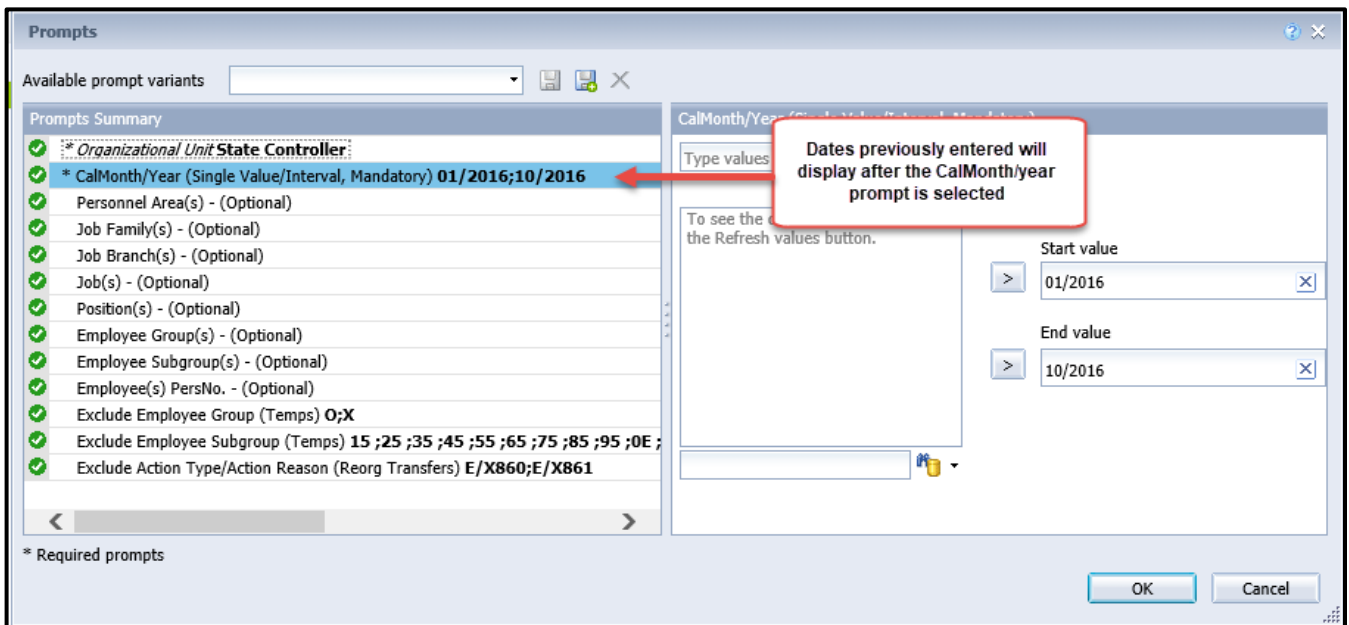 Prompts
Available prompt variants
Prompts Summary
* Organizational Unit State Controller
* CalMonth/Year (Single Value/Interval, Mandatory) 01/2016;10/2016
Personnel Area(s) - (Optional)
Job Family(s) - (Optional)
Job Branch(s) - (Optional)
Job(s) - (Optional)
Position(s) - (Optional)
Employee Group(s) - (Optional)
Employee Subgroup(s) - (Optional)
Employee(s) PersNo. - (Optional)
Exclude Employee Group (Temps) O;X
Exclude Employee Subgroup (Temps) 15 ;25 ;35 ;45 ;55 ;65 ;75 ;85 ;95 ;0E ;
Exclude Action Type/Action Reason (Reorg Transfers) E/X860;E/X861
* Required prompts
CalMonth/Year
Type values
Dates previously entered will
display after the CalMonth/year
prompt is selected
To see the
the Refresh values button.
Start value
>
01/2016
End value
>
10/2016
OK
Cancel